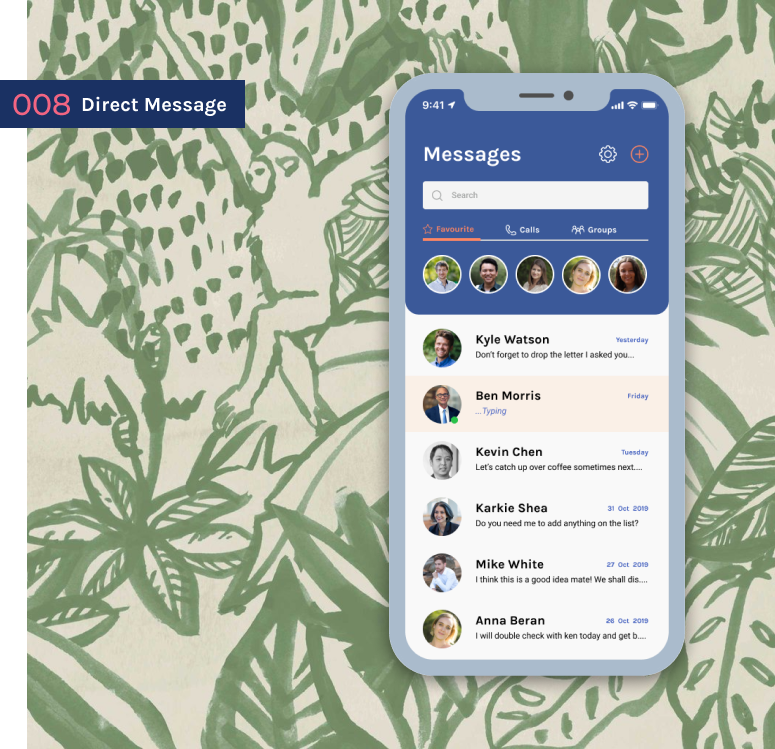 008 Direct Message
9:41
Messages
Search
Favourite Calls Groups
Kyle Watson Yesterday
Don't forget to drop the letter I asked you...
Ben Morris Friday
...Typing
Kevin Chen Tuesday
Let's catch up over coffee sometimes next....
Karkie Shea 31 Oct 2019
Do you need me to add anything on the list?
Mike White 27 Oct 2019
I think this is a good idea mate! We shall dis....
Anna Beran 26 Oct 2019
I will double check with ken today and get b....